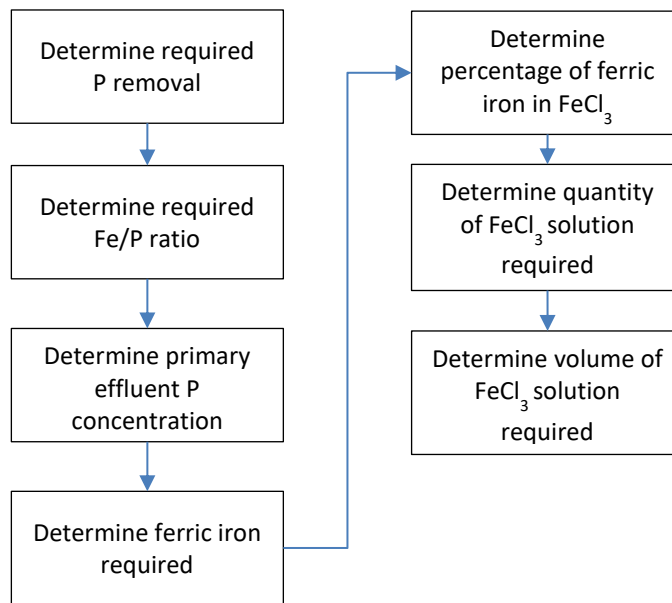 Determine required
P removal
Determine required
Fe/P ratio
Determine primary
effluent P
concentration
Determine ferric iron
required
Determine
percentage of ferric
iron in FeCl₃
Determine quantity
of FeCl₃ solution
required
Determine volume of
FeCl₃ solution
required